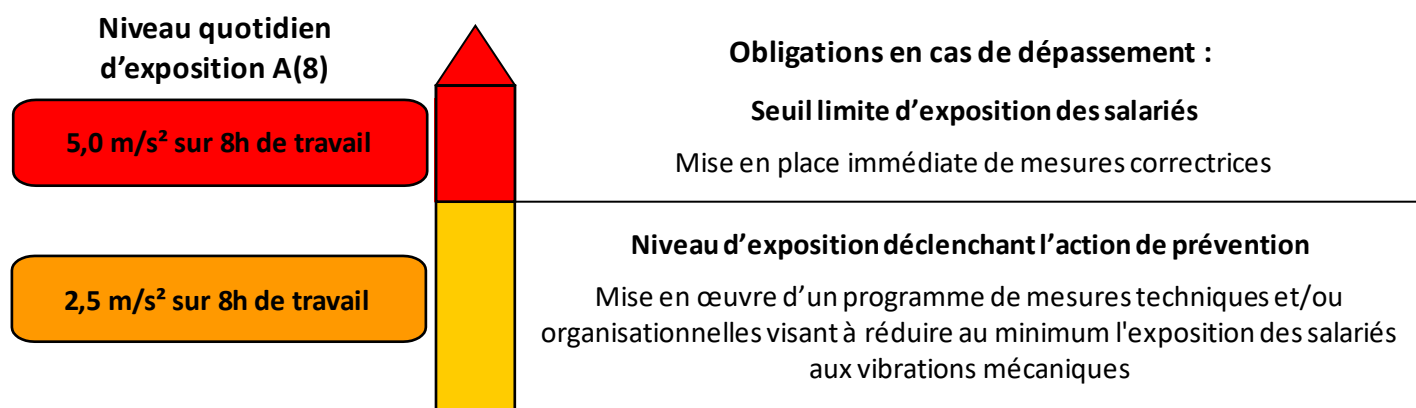 Niveau quotidien
d’exposition A(8)
5,0 m/s² sur 8h de travail
2,5 m/s² sur 8h de travail
Obligations en cas de dépassement :
Seuil limite d’exposition des salariés
Mise en place immédiate de mesures correctrices
Niveau d’exposition déclenchant l’action de prévention
Mise en œuvre d’un programme de mesures techniques et/ou
organisationnelles visant à réduire au minimum l'exposition des salariés
aux vibrations mécaniques